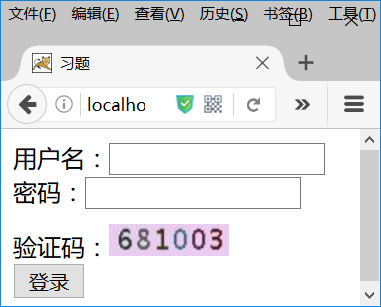 文件(F) 编辑(E) 查看(V) 历史(S) 书签(B) 工具(T)
习题
localho
用户名：
密码：
验证码：681003
登录